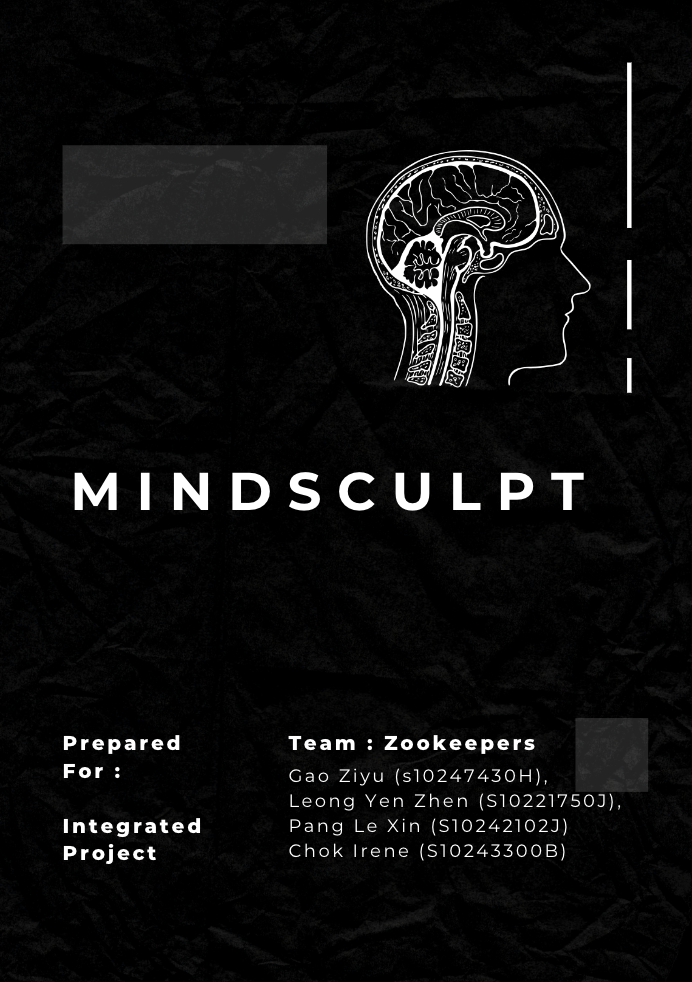 MINDSCULPT
Prepared
For :
Integrated
Project
Team : Zookeepers
Gao Ziyu (s10247430H),
Leong Yen Zhen (S10221750J),
Pang Le Xin (S10242102J)
Chok Irene (S10243300B)